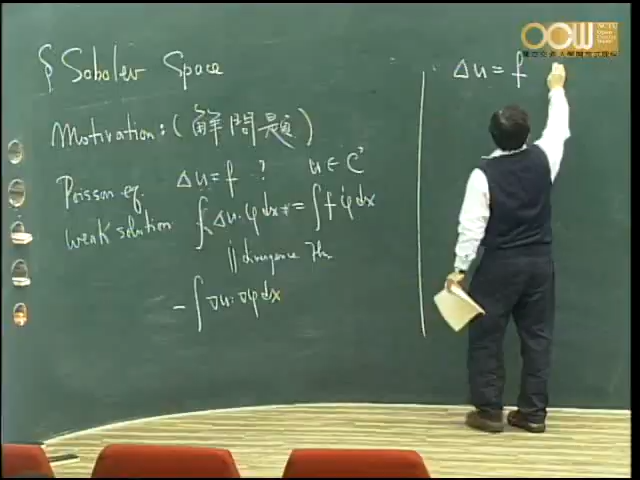 § Sobolev Space
Motivation: (解問題)
Poisson eq. Δu = f ? u ∈ C²
weak solution ∫ Δu · φ dx = ∫ f φ dx
|| divergence Thm
- ∫ ∇u · ∇φ dx
Δu = f
OCW